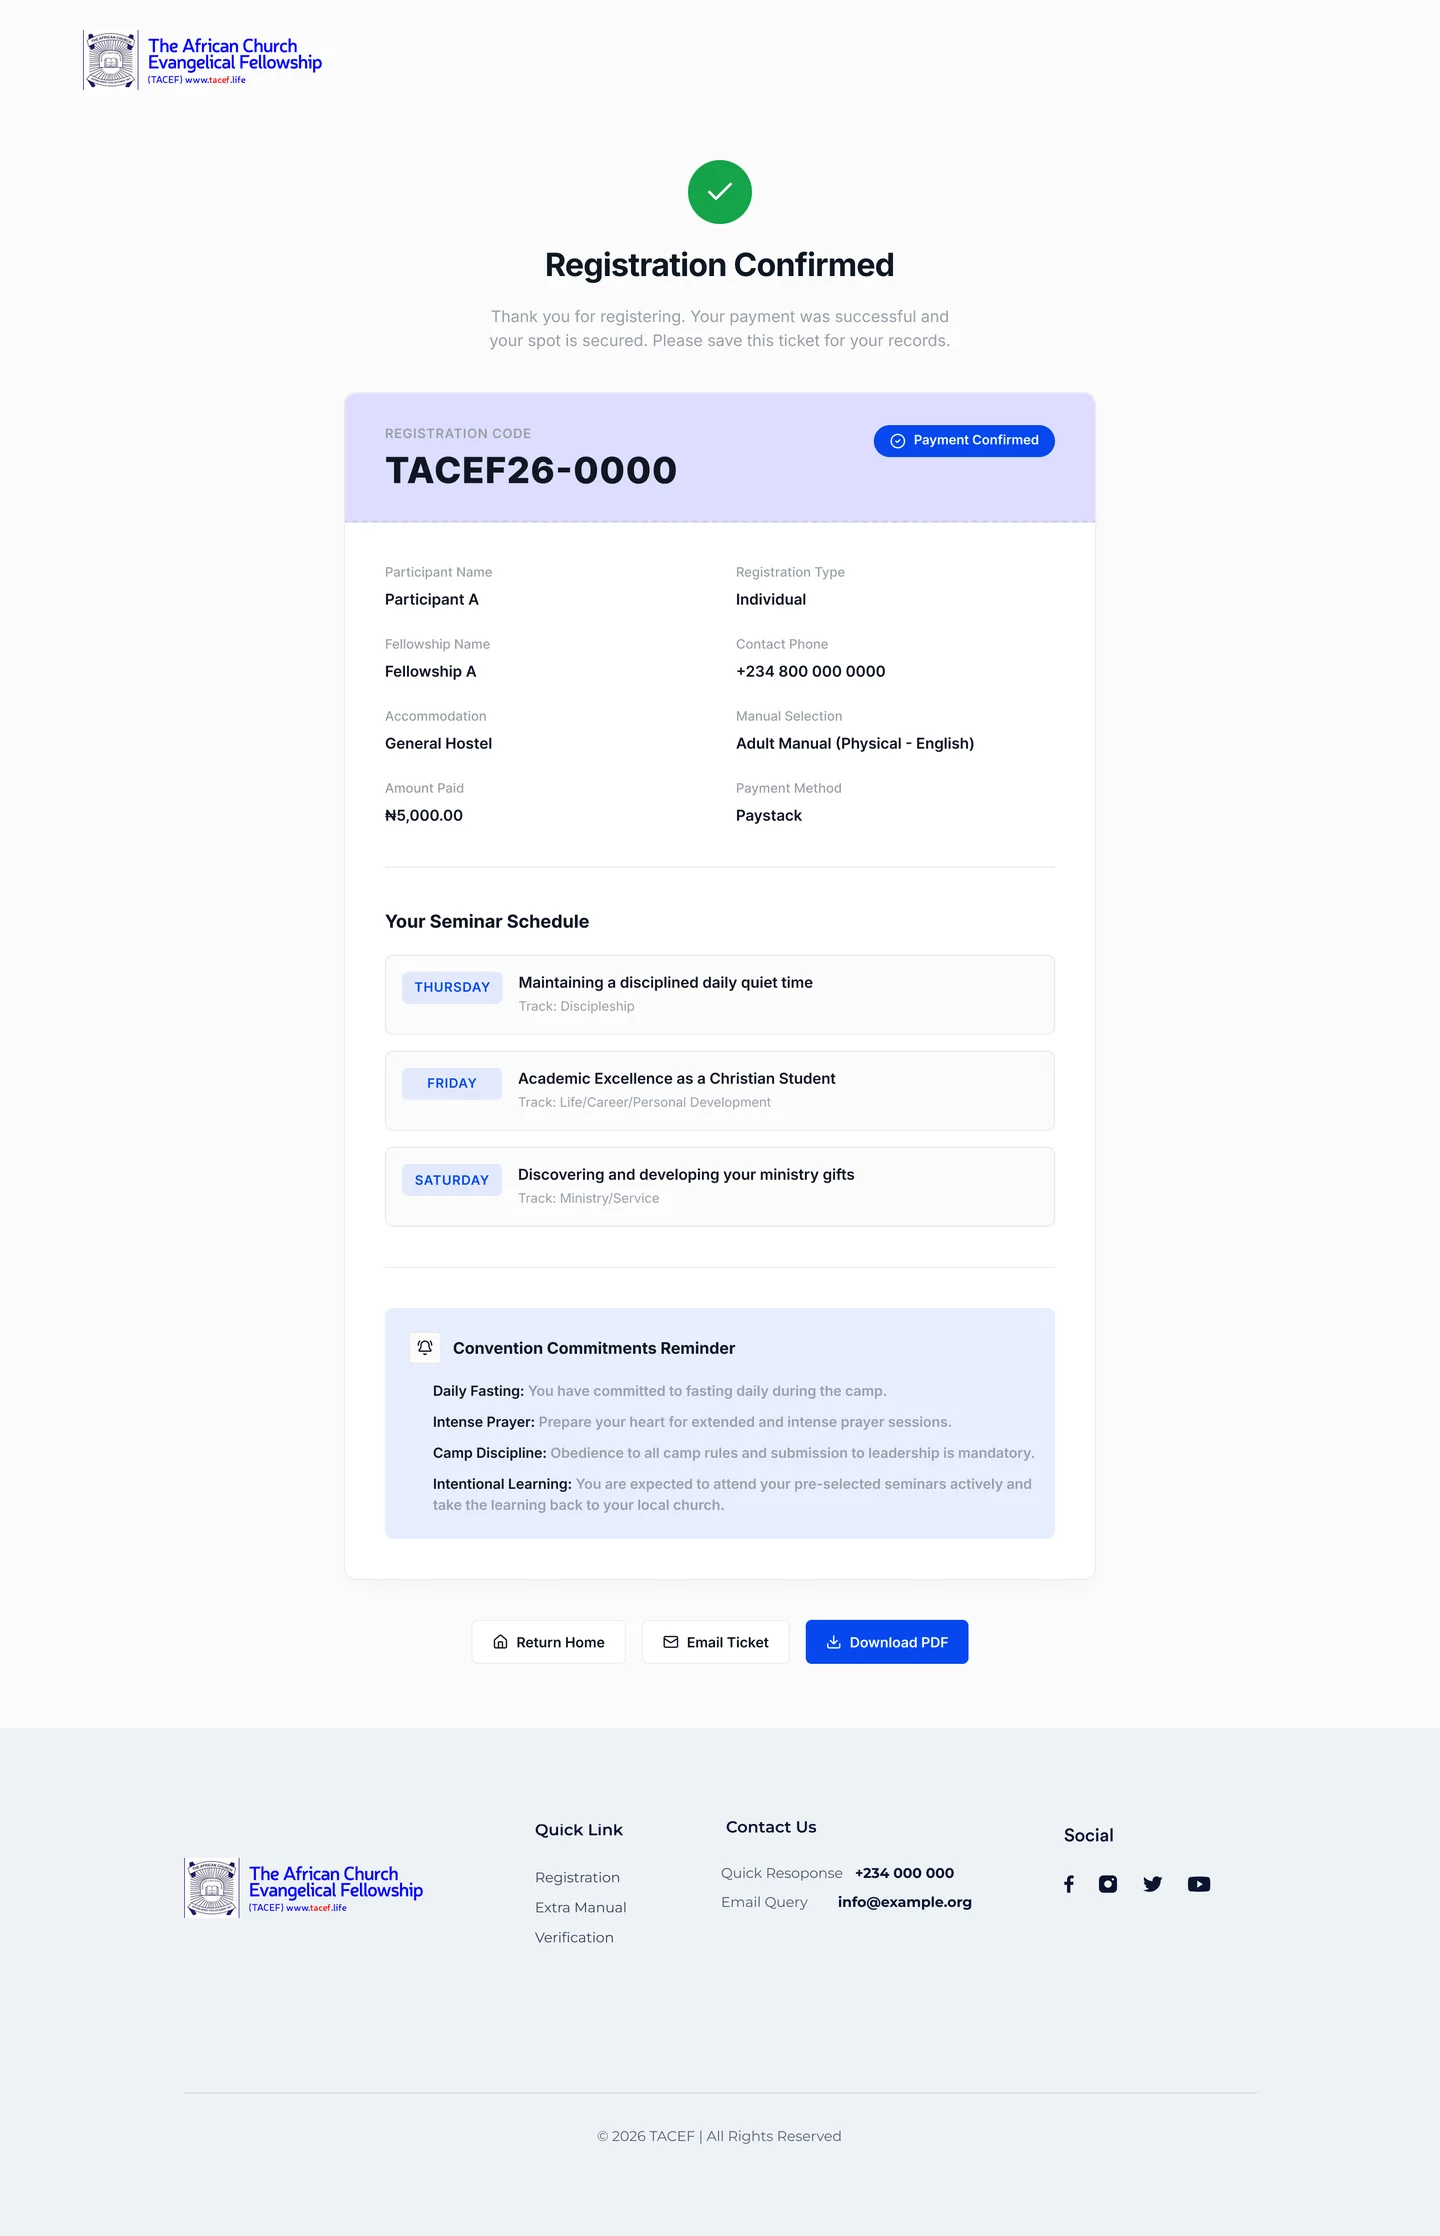 The African Church
Evangelical Fellowship
(TACEF) www.tacef.life
Registration Confirmed
Thank you for registering. Your payment was successful and
your spot is secured. Please save this ticket for your records.
REGISTRATION CODE
TACEF26-0000
Payment Confirmed
Participant Name
Participant A
Registration Type
Individual
Fellowship Name
Fellowship A
Contact Phone
+234 800 000 0000
Accommodation
General Hostel
Manual Selection
Adult Manual (Physical - English)
Amount Paid
₦5,000.00
Payment Method
Paystack
Your Seminar Schedule
THURSDAY
Maintaining a disciplined daily quiet time
Track: Discipleship
FRIDAY
Academic Excellence as a Christian Student
Track: Life/Career/Personal Development
SATURDAY
Discovering and developing your ministry gifts
Track: Ministry/Service
Convention Commitments Reminder
Daily Fasting: You have committed to fasting daily during the camp.
Intense Prayer: Prepare your heart for extended and intense prayer sessions.
Camp Discipline: Obedience to all camp rules and submission to leadership is mandatory.
Intentional Learning: You are expected to attend your pre-selected seminars actively and
take the learning back to your local church.
Return Home
Email Ticket
Download PDF
The African Church
Evangelical Fellowship
(TACEF) www.tacef.life
Quick Link
Registration
Extra Manual
Verification
Contact Us
Quick Resoponse +234 000 000
Email Query info@example.org
Social
© 2026 TACEF | All Rights Reserved